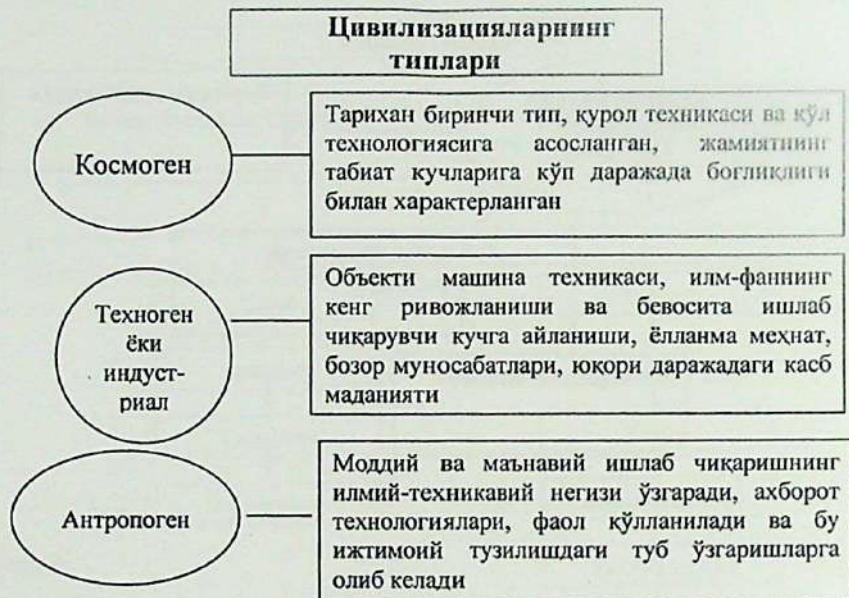 Цивилизацияларнинг
типлари
Космоген
Тарихан биринчи тип, қурол техникаси ва қўл
технологиясига асосланган, жамиятнинг
табиат кучларига кўп даражада боғлиқлиги
билан характерланган
Техноген
ёки
индуст-
риал
Объекти машина техникаси, илм-фаннинг
кенг ривожланиши ва бевосита ишлаб
чиқарувчи кучга айланиши, ёлланма меҳнат,
бозор муносабатлари, юқори даражадаги касб
маданияти
Антропоген
Моддий ва маънавий ишлаб чиқаришнинг
илмий-техникавий негизи ўзгаради, ахборот
технологиялари, фаол қўлланилади ва бу
ижтимоий тузилишдаги туб ўзгаришларга
олиб келади